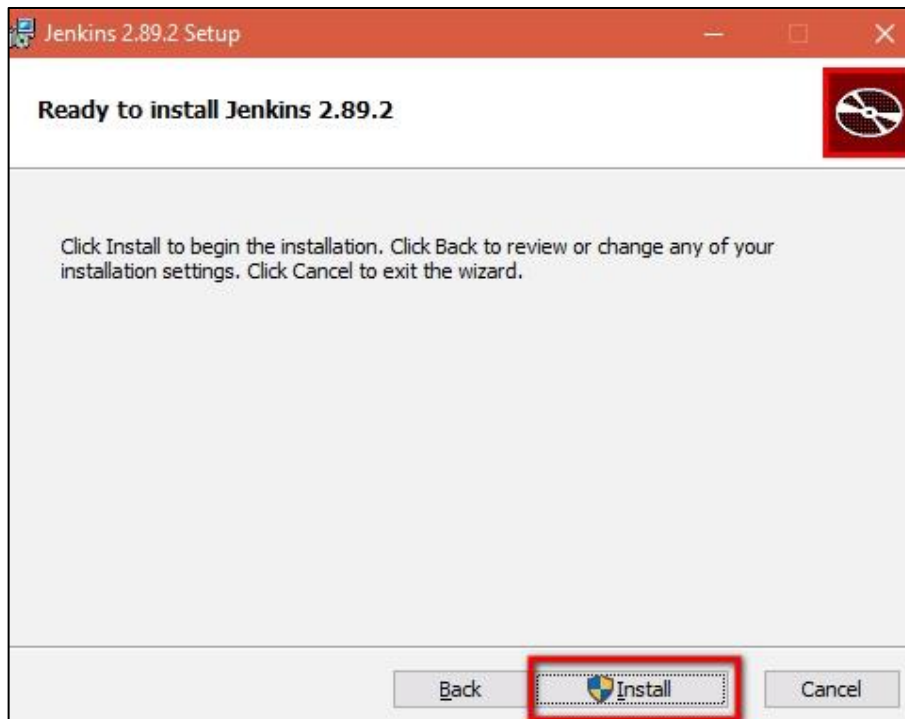 Jenkins 2.89.2 Setup
Ready to install Jenkins 2.89.2
Click Install to begin the installation. Click Back to review or change any of your
installation settings. Click Cancel to exit the wizard.
Back
Install
Cancel